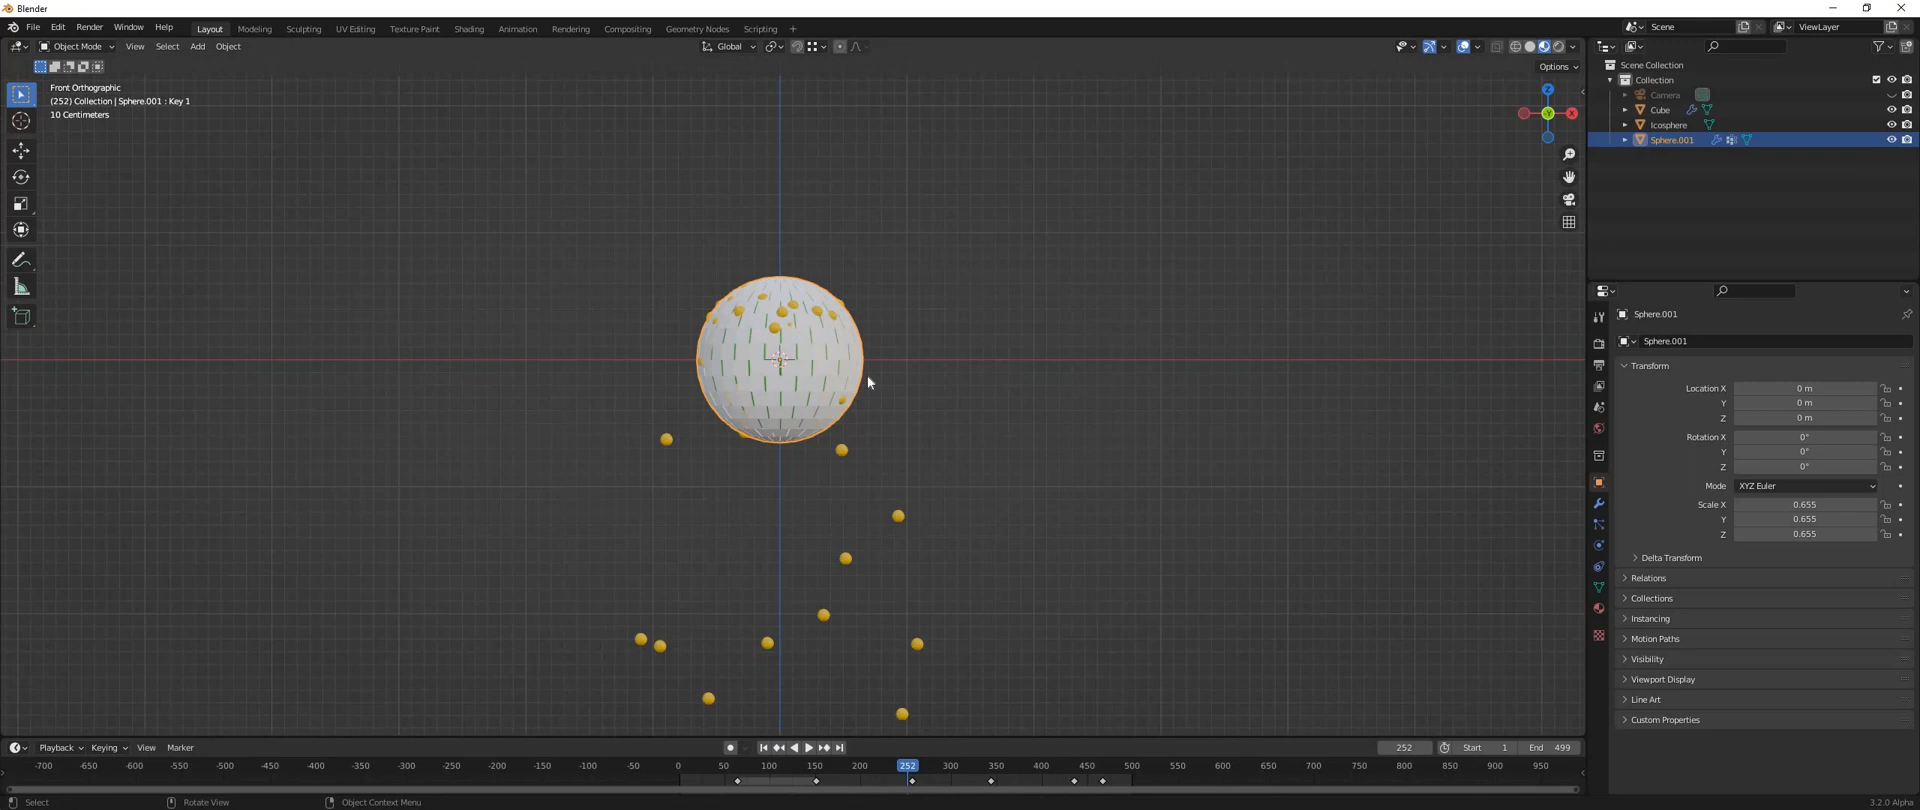 Blender
File Edit Render Window Help Layout Modeling Sculpting UV Editing Texture Paint Shading Animation Rendering Compositing Geometry Nodes Scripting + Scene ViewLayer
Object Mode View Select Add Object Global
Options
Front Orthographic
(252) Collection | Sphere.001 : Key 1
10 Centimeters
Z
X
-Y
Scene Collection
Collection
Camera
Cube
Icosphere
Sphere.001
Sphere.001
Sphere.001
Transform
Location X 0 m
Y 0 m
Z 0 m
Rotation X 0°
Y 0°
Z 0°
Mode XYZ Euler
Scale X 0.655
Y 0.655
Z 0.655
Delta Transform
Relations
Collections
Instancing
Motion Paths
Visibility
Viewport Display
Line Art
Custom Properties
Playback Keying View Marker 252 Start 1 End 499
-700 -650 -600 -550 -500 -450 -400 -350 -300 -250 -200 -150 -100 -50 0 50 100 150 200 252 300 350 400 450 500 550 600 650 700 750 800 850 900 950
Select Rotate View Object Context Menu 3.2.0 Alpha